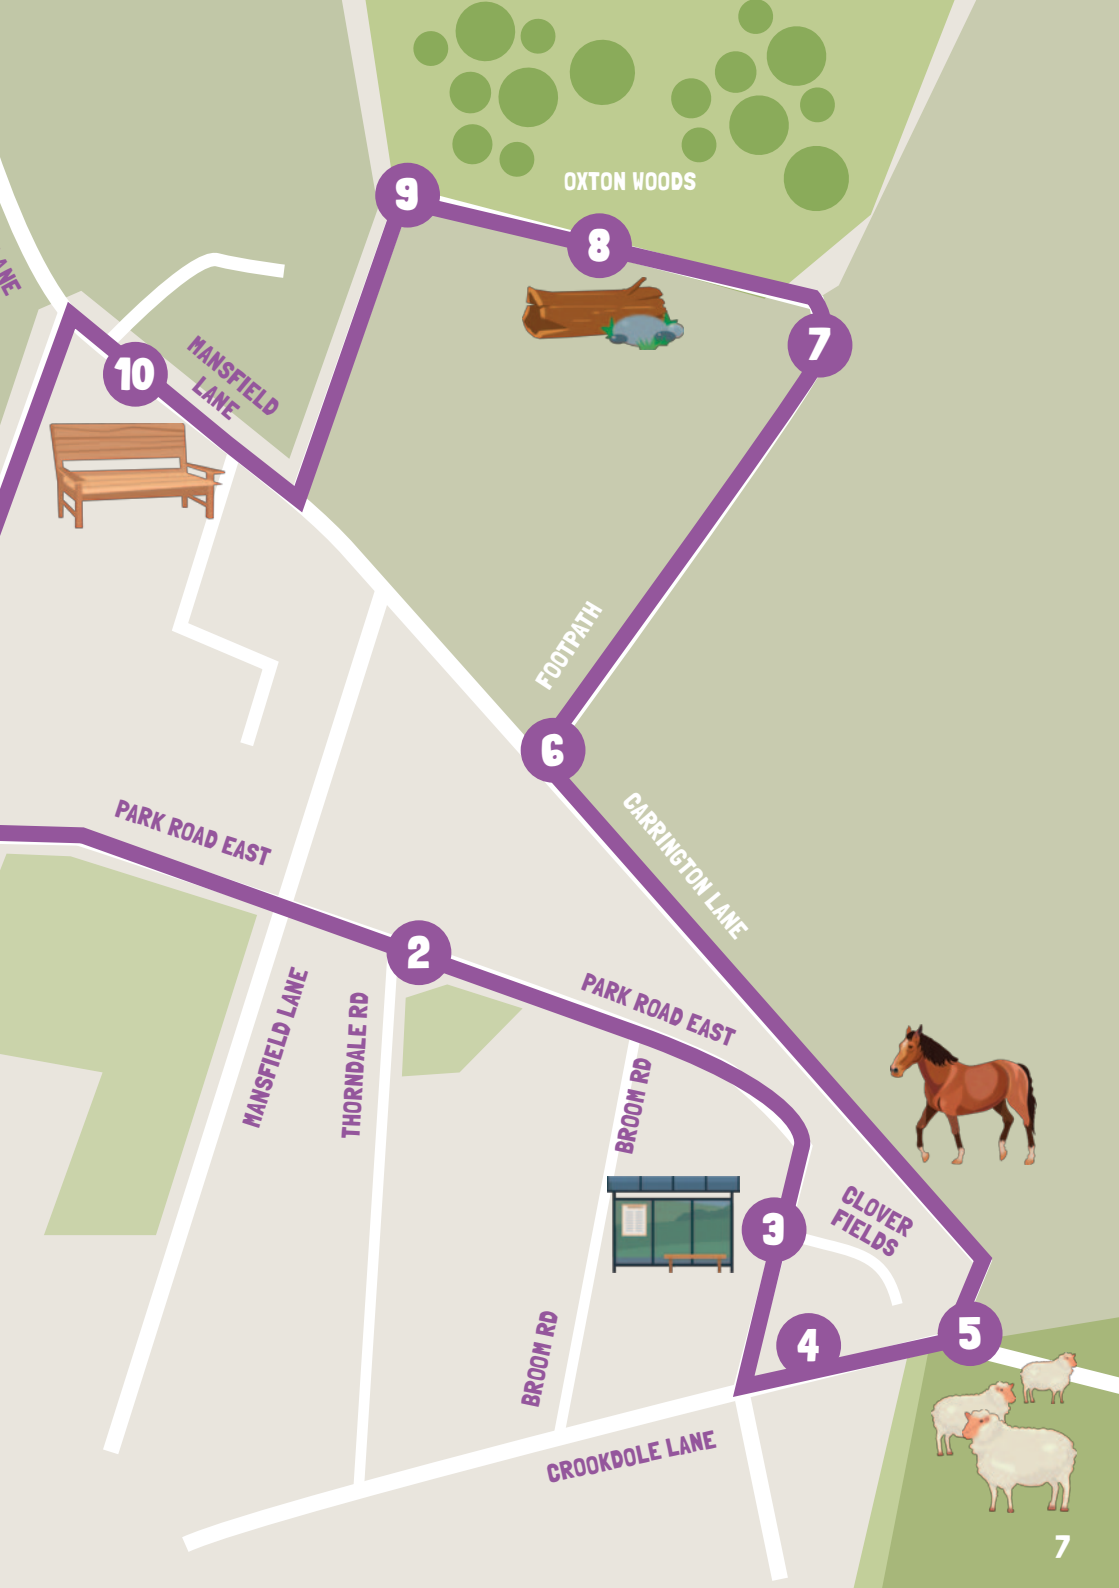 OXTON WOODS
9
8
7
ANE
10
MANSFIELD
LANE
FOOTPATH
6
CARRINGTON LANE
PARK ROAD EAST
2
PARK ROAD EAST
MANSFIELD LANE
THORNDALE RD
BROOM RD
3
CLOVER
FIELDS
4
5
BROOM RD
CROOKDOLE LANE
7